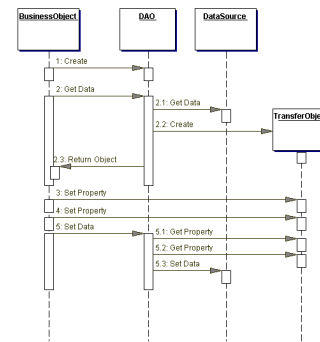 BusinessObject
DAO
DataSource
1: Create
2: Get Data
2.1: Get Data
TransferObje
2.2: Create
2.3: Return Object
3: Set Property
4: Set Property
5: Set Data
5.1: Get Property
5.2: Get Property
5.3: Set Data